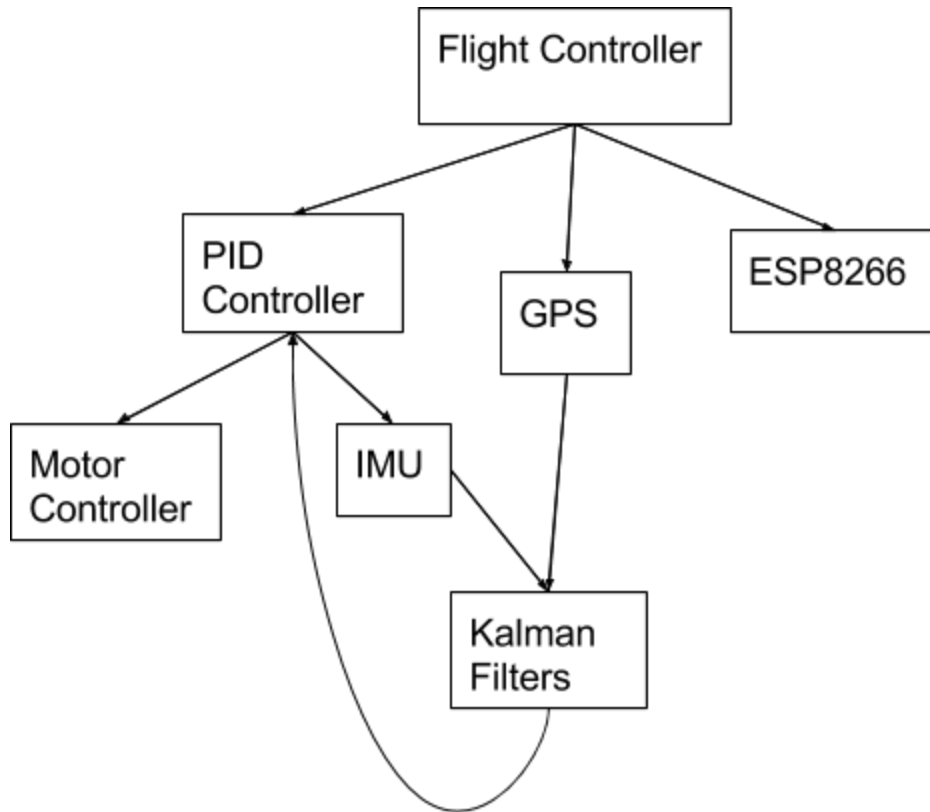 Flight Controller
PID
Controller
GPS
ESP8266
Motor
Controller
IMU
Kalman
Filters